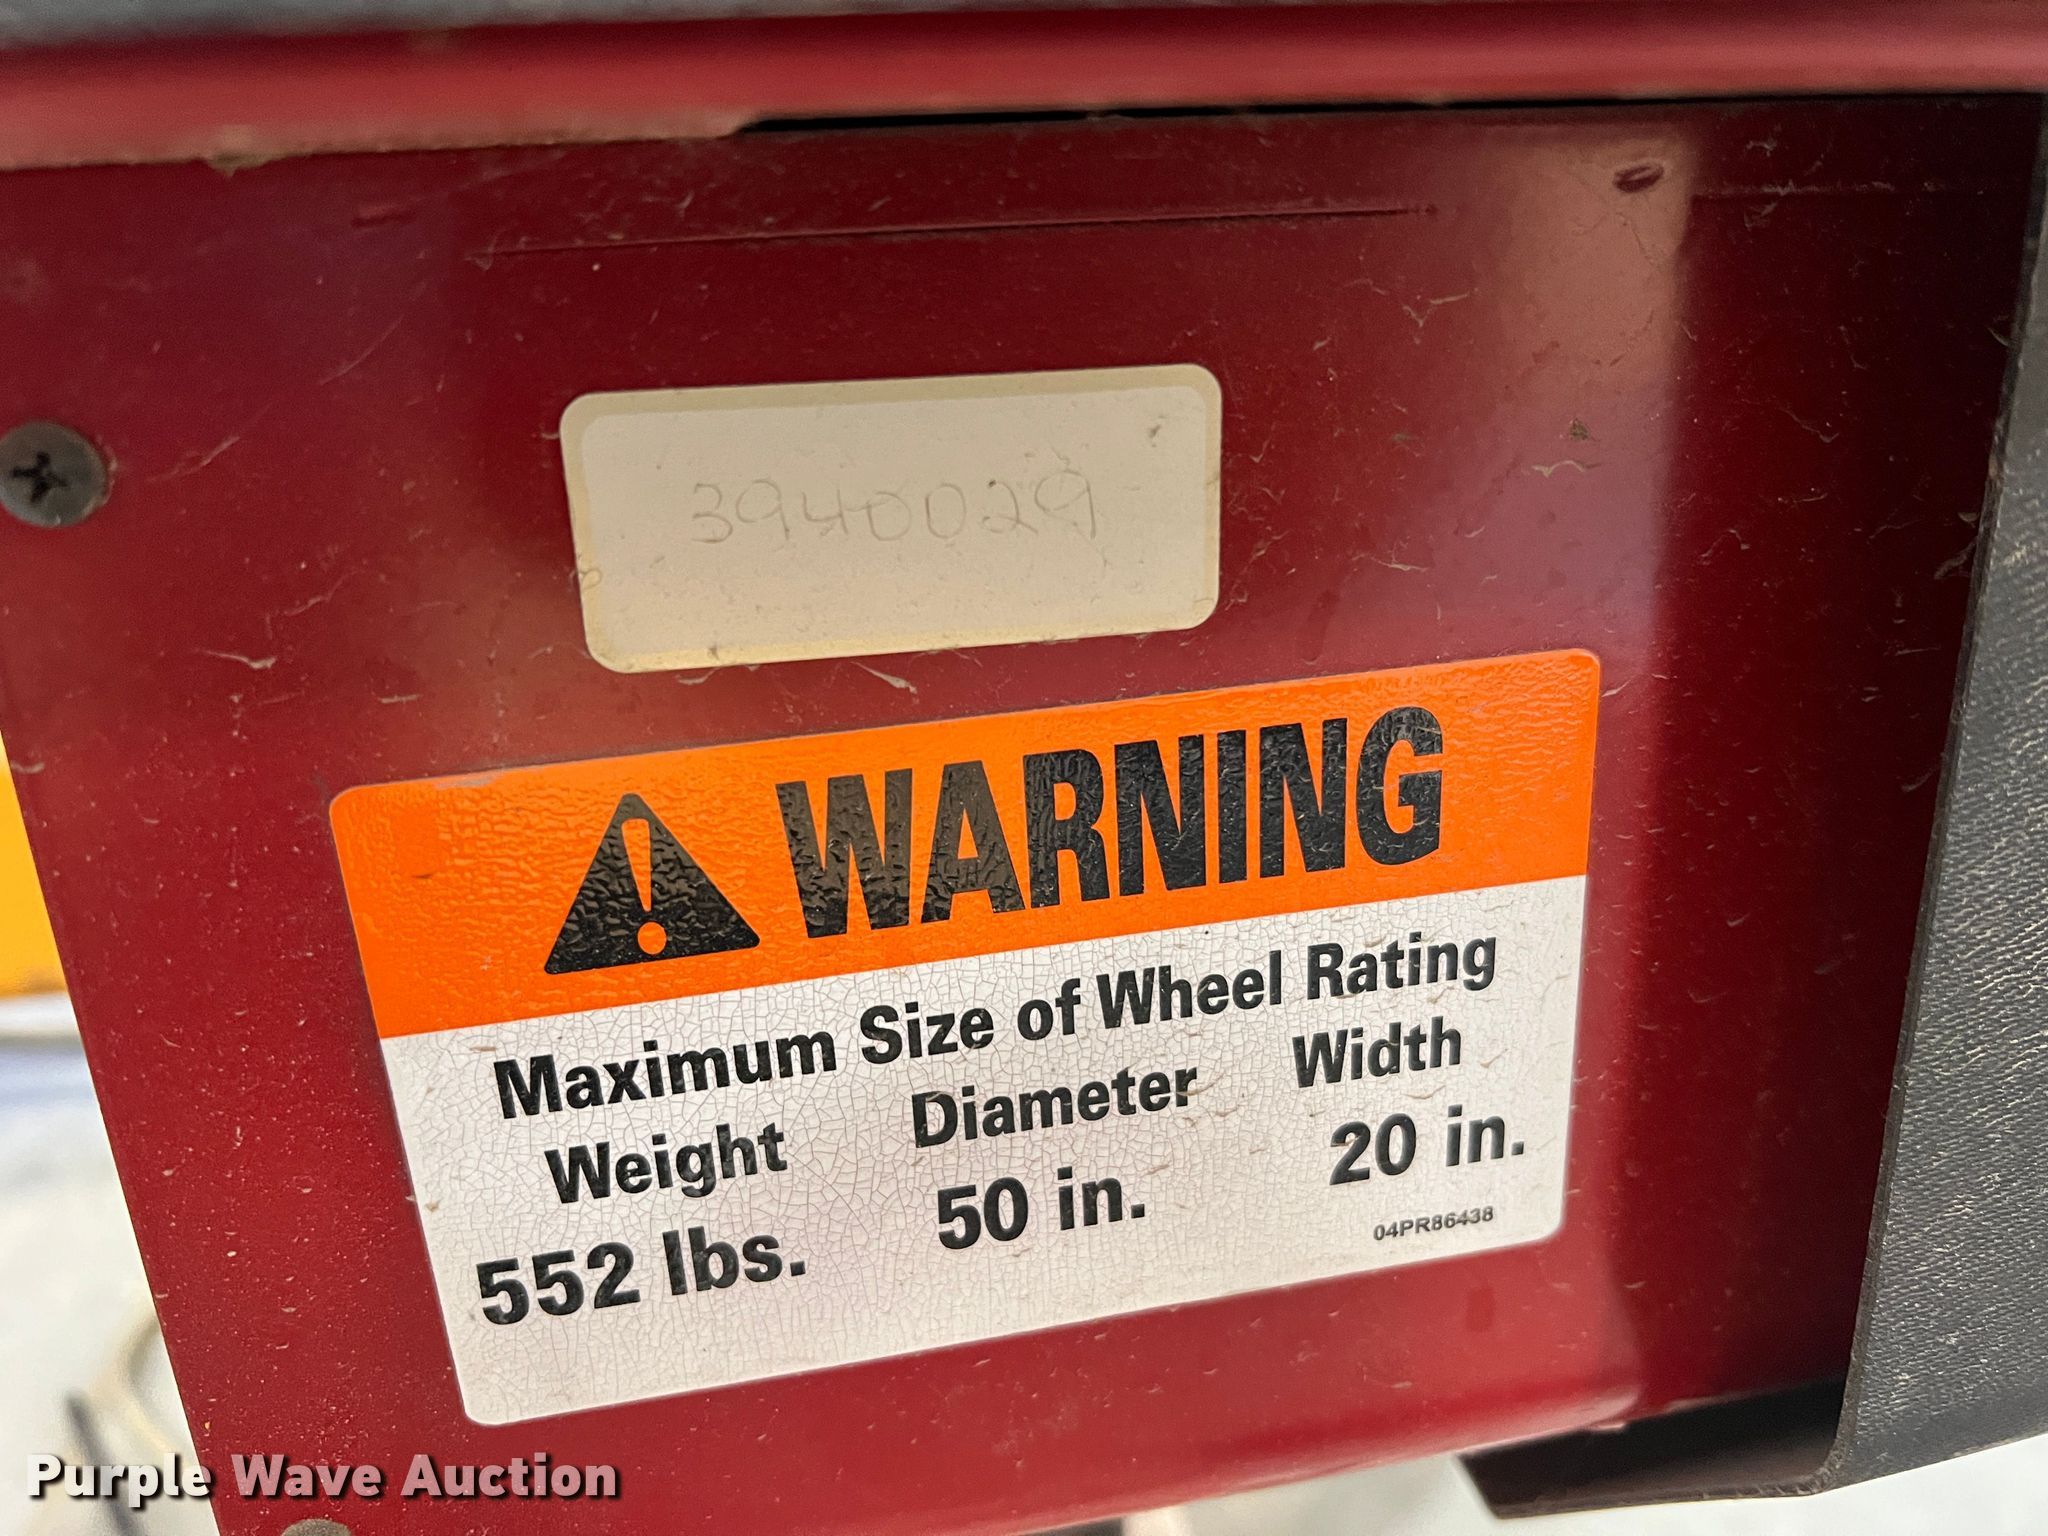 3940029
WARNING
Maximum Size of Wheel Rating
Weight Diameter Width
552 lbs. 50 in. 20 in.
04PR86438
Purple Wave Auction